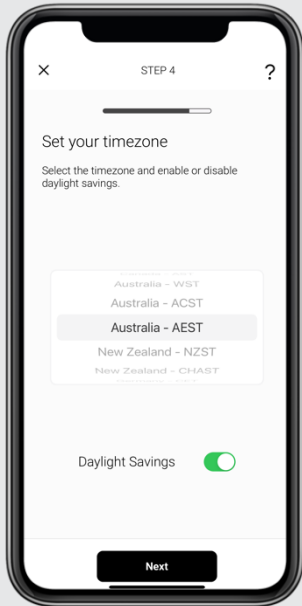 STEP 4
?
Set your timezone
Select the timezone and enable or disable
daylight savings.
Australia - WST
Australia - ACST
Australia - AEST
New Zealand - NZST
New Zealand - CHAST
Daylight Savings
Next